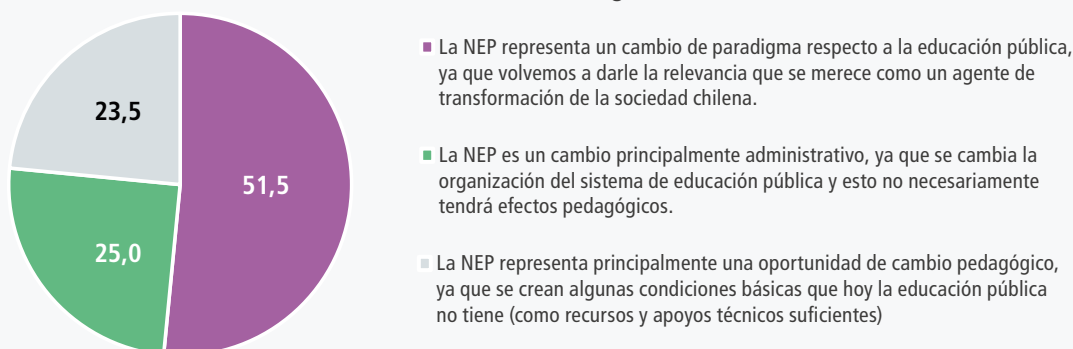 La NEP representa un cambio de paradigma respecto a la educación pública,
ya que volvemos a darle la relevancia que se merece como un agente de
transformación de la sociedad chilena.
23,5
51,5
La NEP es un cambio principalmente administrativo, ya que se cambia la
organización del sistema de educación pública y esto no necesariamente
tendrá efectos pedagógicos.
25,0
La NEP representa principalmente una oportunidad de cambio pedagógico,
ya que se crean algunas condiciones básicas que hoy la educación pública
no tiene (como recursos y apoyos técnicos suficientes)